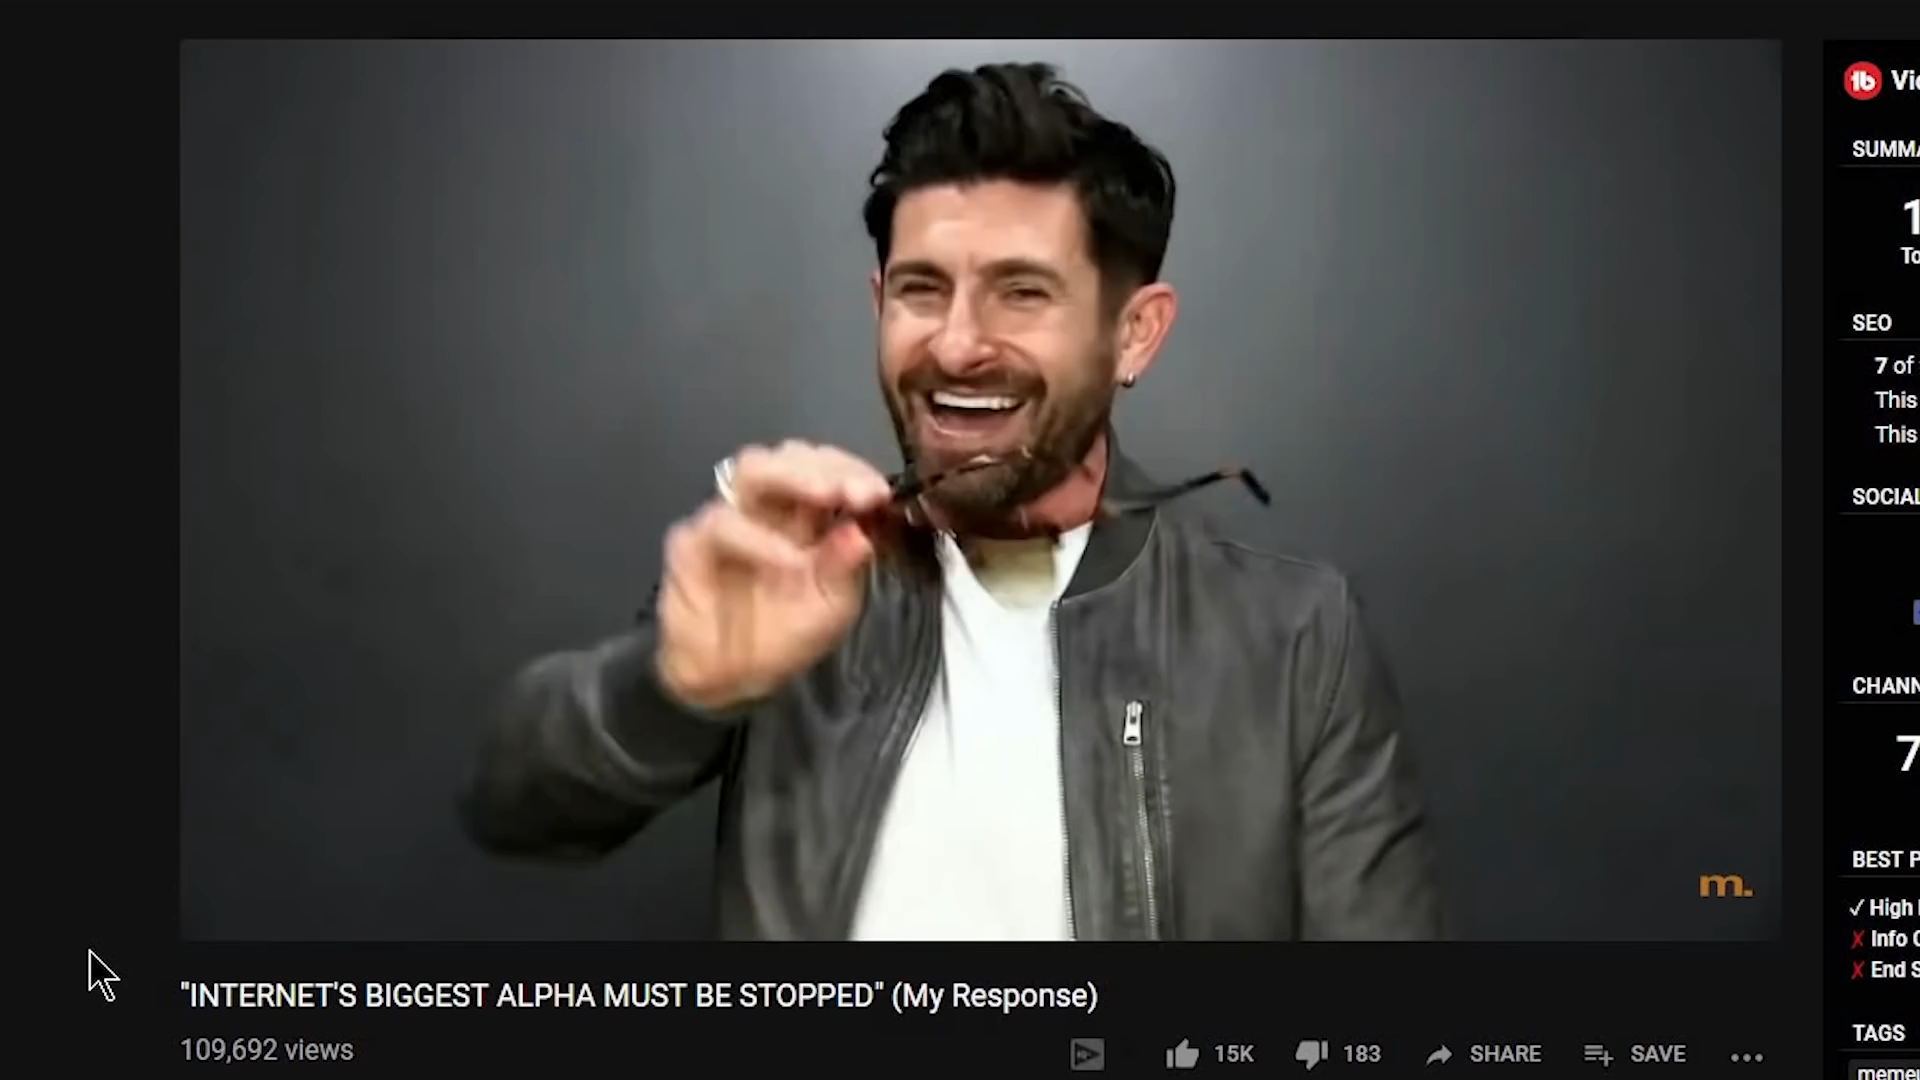 m.
"INTERNET'S BIGGEST ALPHA MUST BE STOPPED" (My Response)
109,692 views
15K
183
SHARE
SAVE
tb
SEO
7 of
This
This
BEST
High
Info
End
TAGS